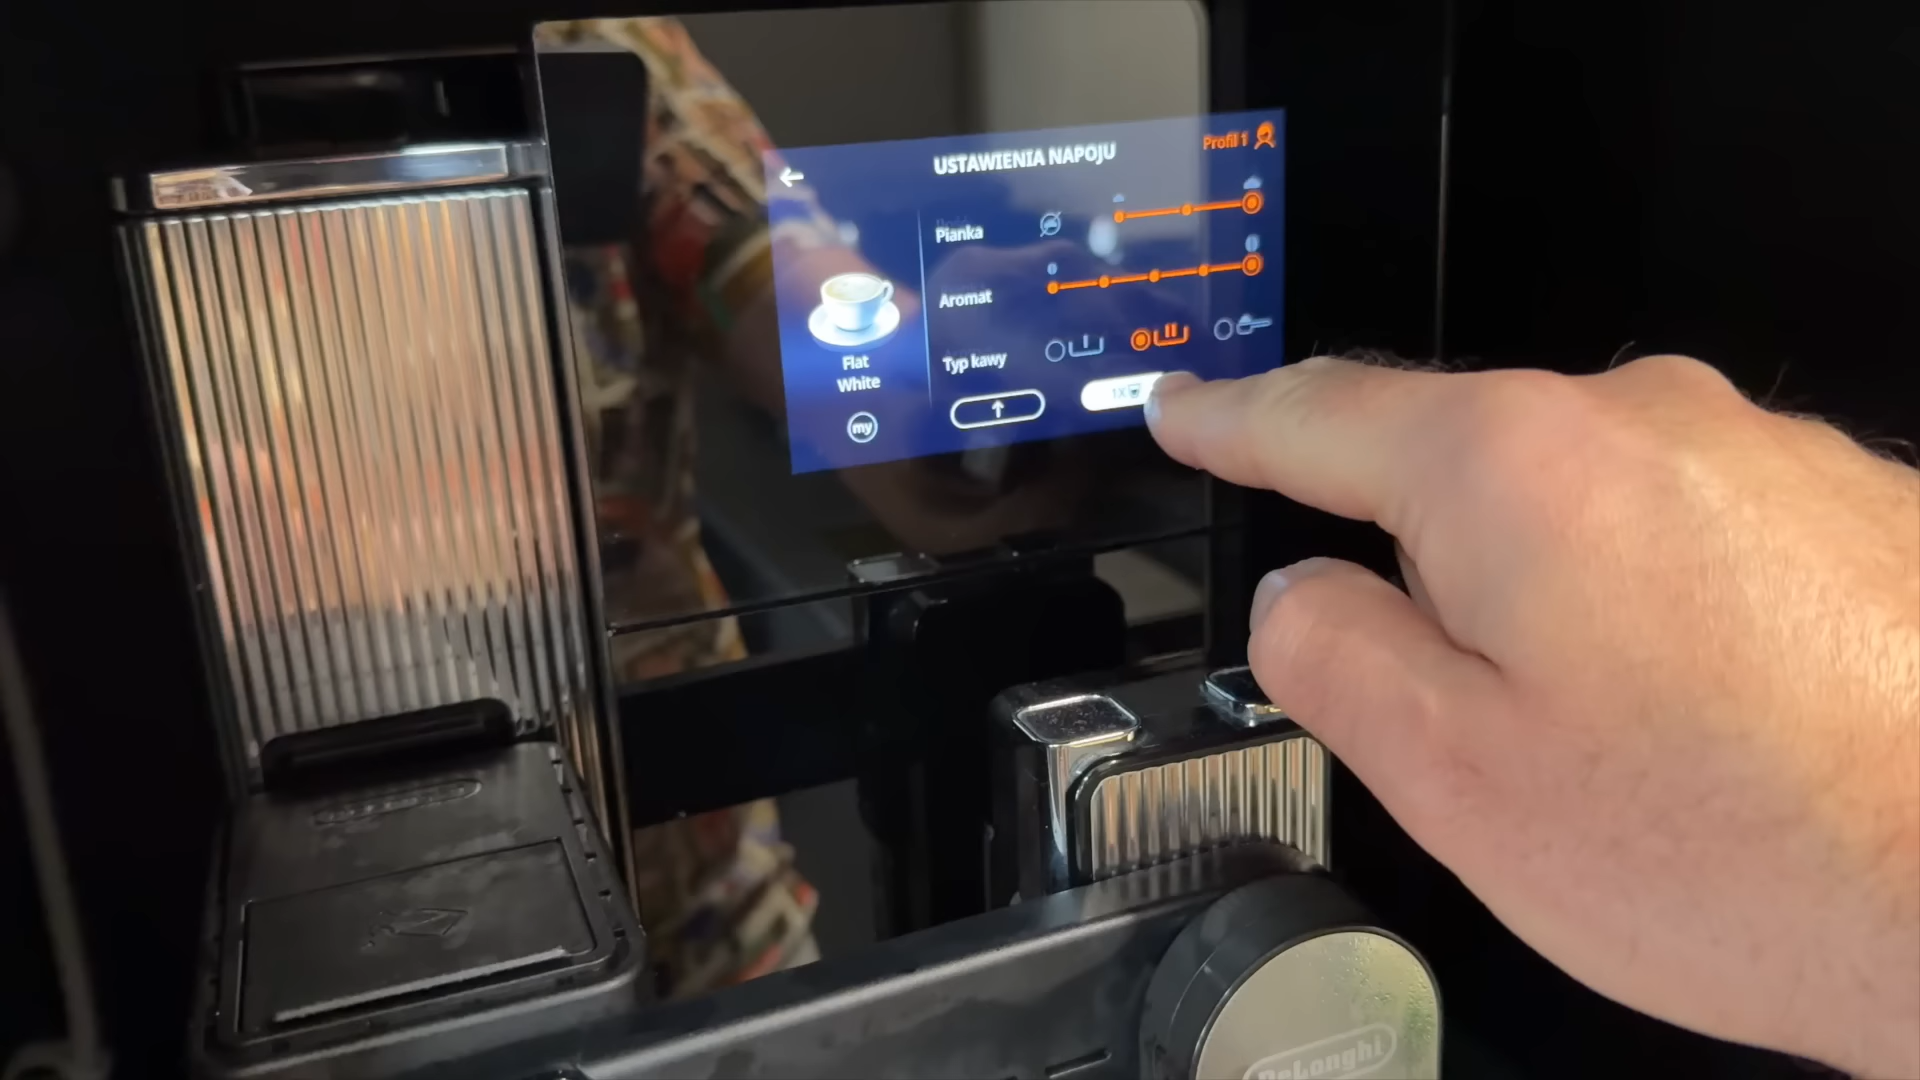 USTAWIENIA NAPOJU
Profil 1
Pianka
Aromat
Typ kawy
Flat
White
my
1X
DeLonghi